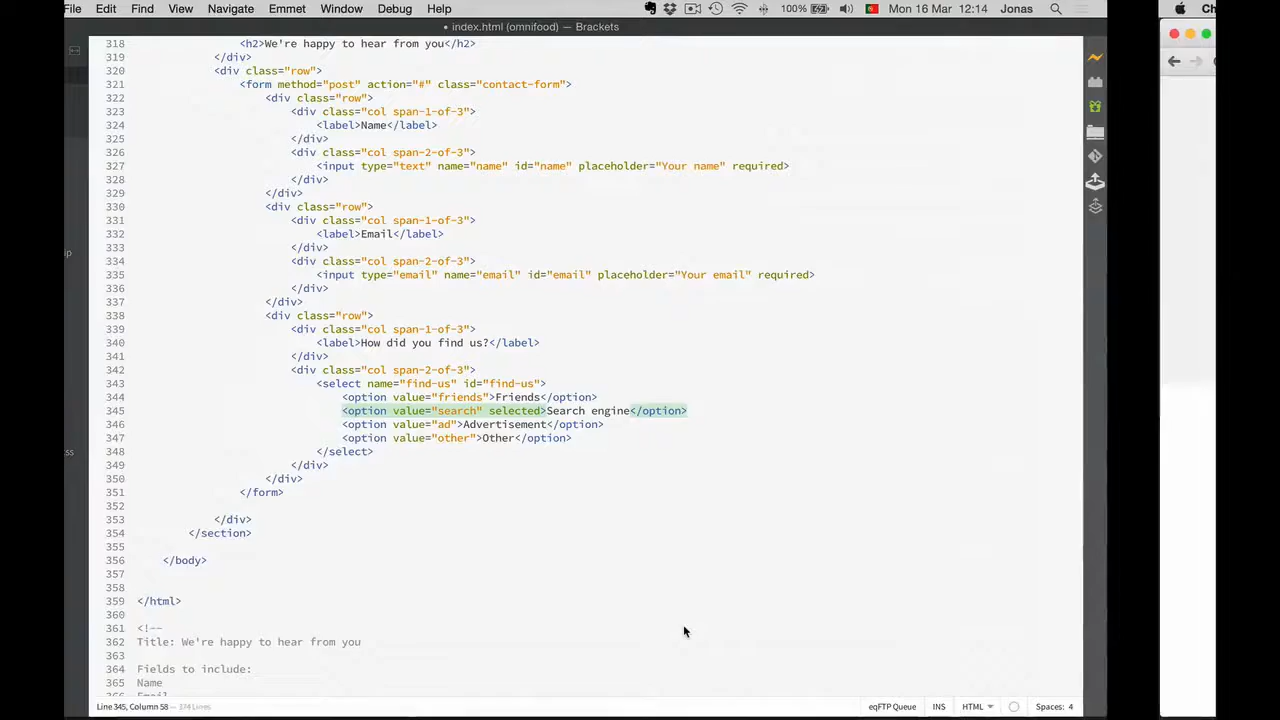 File Edit Find View Navigate Emmet Window Debug Help 100% Mon 16 Mar 12:14 Jonas
index.html (omnifood) — Brackets
318 <h2>We're happy to hear from you</h2>
319 </div>
320 <div class="row">
321 <form method="post" action="#" class="contact-form">
322 <div class="row">
323 <div class="col span-1-of-3">
324 <label>Name</label>
325 </div>
326 <div class="col span-2-of-3">
327 <input type="text" name="name" id="name" placeholder="Your name" required>
328 </div>
329 </div>
330 <div class="row">
331 <div class="col span-1-of-3">
332 <label>Email</label>
333 </div>
334 <div class="col span-2-of-3">
335 <input type="email" name="email" id="email" placeholder="Your email" required>
336 </div>
337 </div>
338 <div class="row">
339 <div class="col span-1-of-3">
340 <label>How did you find us?</label>
341 </div>
342 <div class="col span-2-of-3">
343 <select name="find-us" id="find-us">
344 <option value="friends">Friends</option>
345 <option value="search" selected>Search engine</option>
346 <option value="ad">Advertisement</option>
347 <option value="other">Other</option>
348 </select>
349 </div>
350 </div>
351 </form>
352
353 </div>
354 </section>
355
356 </body>
357
358
359 </html>
360
361 <!--
362 Title: We're happy to hear from you
363
364 Fields to include:
365 Name
366 Email
Line 345, Column 58 — 374 Lines eqFTP Queue INS HTML Spaces: 4